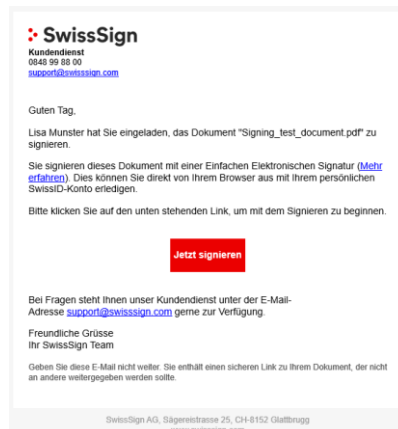 SwissSign
Kundendienst
0848 99 88 00
support@swisssign.com
Guten Tag,
Lisa Munster hat Sie eingeladen, das Dokument "Signing_test_document.pdf" zu
signieren.
Sie signieren dieses Dokument mit einer Einfachen Elektronischen Signatur (Mehr
erfahren). Dies können Sie direkt von Ihrem Browser aus mit Ihrem persönlichen
SwissID-Konto erledigen.
Bitte klicken Sie auf den unten stehenden Link, um mit dem Signieren zu beginnen.
Jetzt signieren
Bei Fragen steht Ihnen unser Kundendienst unter der E-Mail-
Adresse support@swisssign.com gerne zur Verfügung.
Freundliche Grüsse
Ihr SwissSign Team
Geben Sie diese E-Mail nicht weiter. Sie enthält einen sicheren Link zu Ihrem Dokument, der nicht
an andere weitergegeben werden sollte.
SwissSign AG, Sägereistrasse 25, CH-8152 Glattbrugg